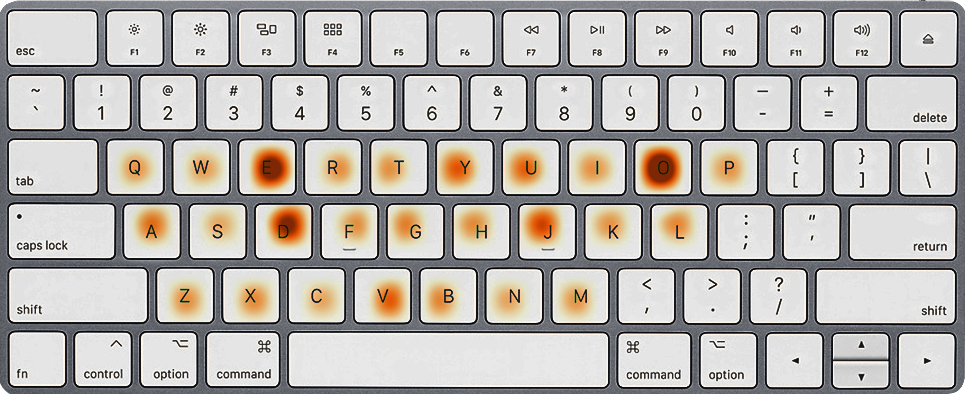 esc F1 F2 F3 F4 F5 F6 F7 F8 F9 F10 F11 F12
~ ! @ # $ % ^ & * ( ) — +
` 1 2 3 4 5 6 7 8 9 0 - = delete
tab Q W E R T Y U I O P { [ } ] | \
caps lock A S D F G H J K L : ; " ' return
shift Z X C V B N M < , > . ? / shift
fn control option command command option